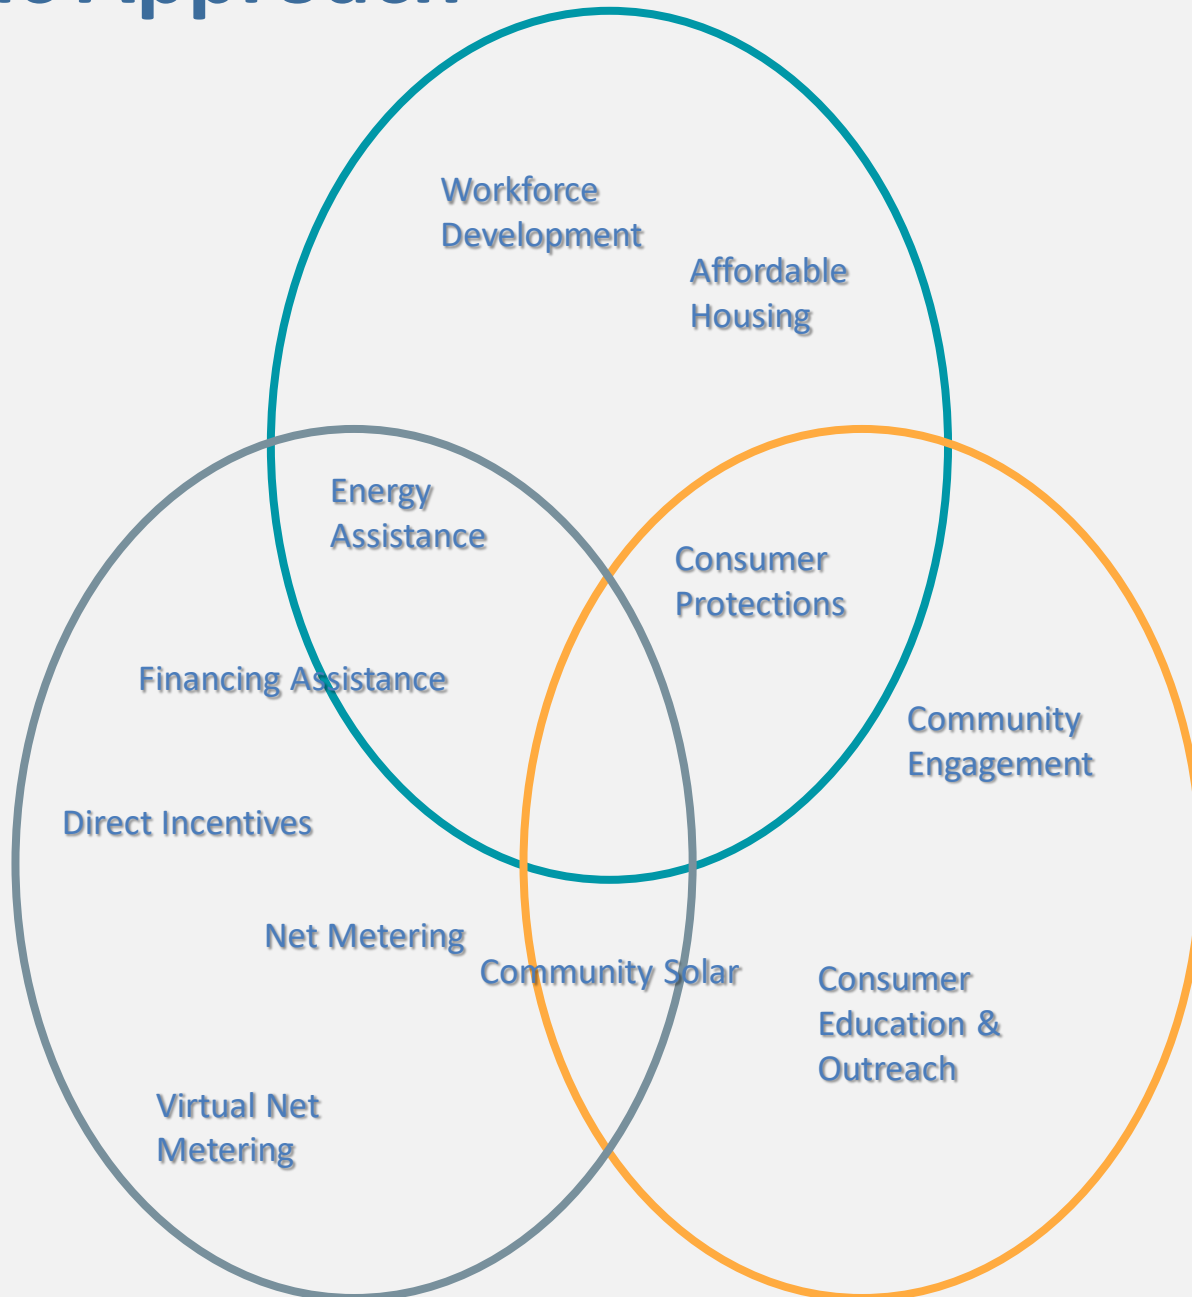 Approach
Workforce
Development
Affordable
Housing
Energy
Assistance
Consumer
Protections
Financing Assistance
Community
Engagement
Direct Incentives
Net Metering
Community Solar
Consumer
Education &
Outreach
Virtual Net
Metering